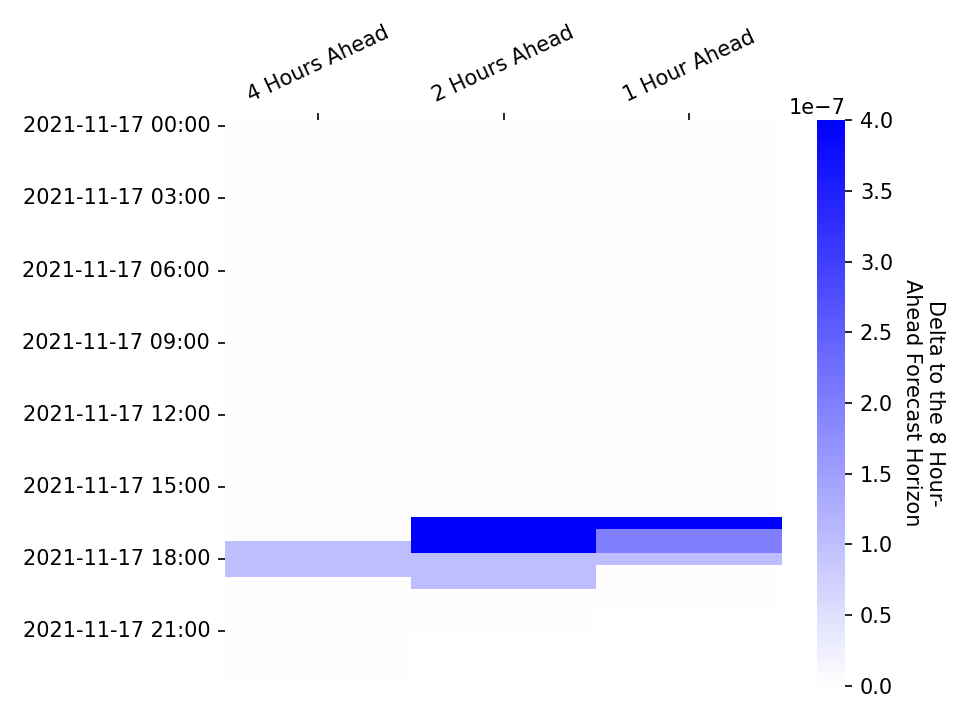 4 Hours Ahead
2 Hours Ahead
1 Hour Ahead
2021-11-17 00:00
2021-11-17 03:00
2021-11-17 06:00
2021-11-17 09:00
2021-11-17 12:00
2021-11-17 15:00
2021-11-17 18:00
2021-11-17 21:00
1e−7
4.0
3.5
3.0
2.5
2.0
1.5
1.0
0.5
0.0
Delta to the 8 Hour-
Ahead Forecast Horizon